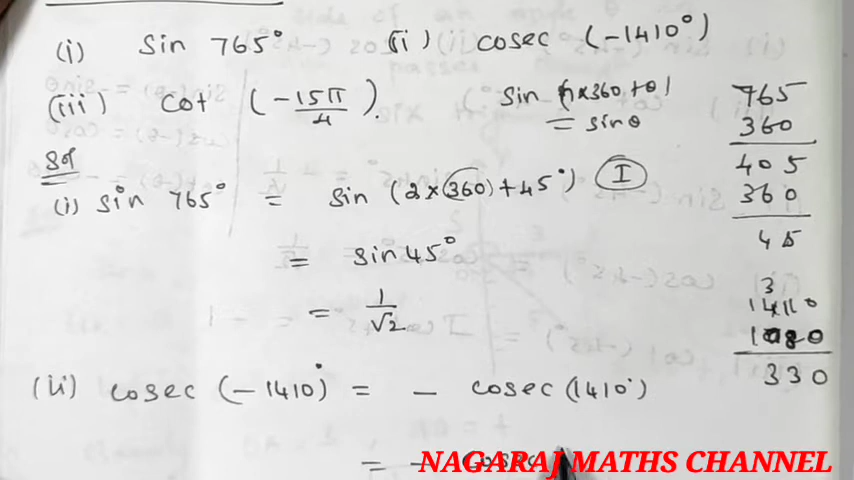 (i) Sin 765° (ii) cosec (-1410°)
(iii) cot (-15π/4).
Sin (n×360+θ)
= sinθ
765
360
405
360
45
Sol
(i) sin 765° = sin (2×360)+45°) I
= sin 45°
= 1/√2
3
1410
1080
330
(ii) cosec (-1410°) = - cosec (1410°)
= - cosec
NAGARAJ MATHS CHANNEL